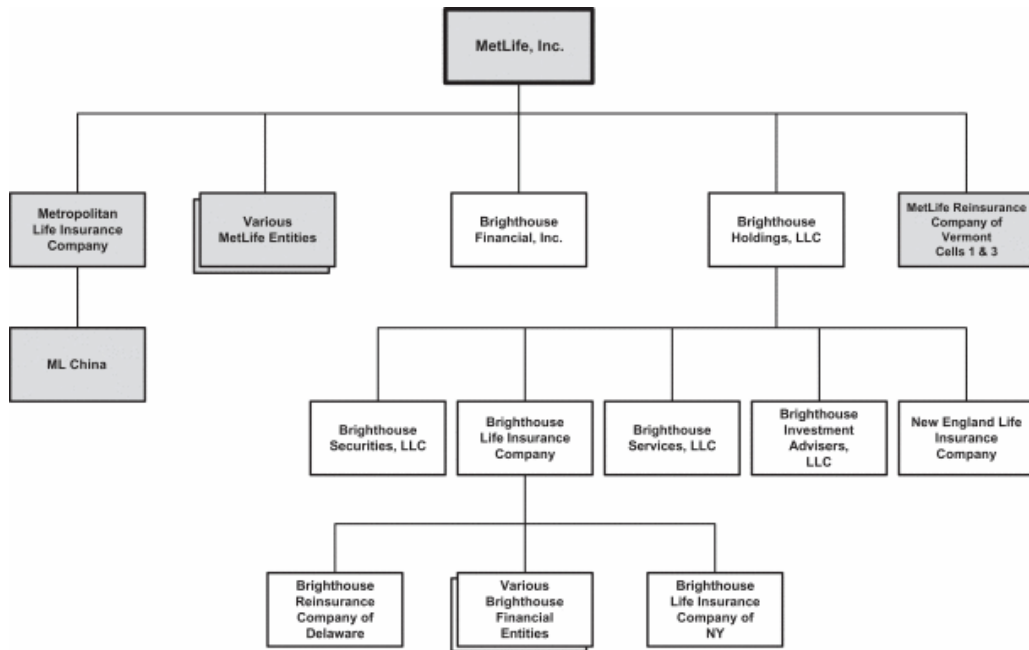 MetLife, Inc.
Metropolitan
Life Insurance
Company
Various
MetLife Entities
Brighthouse
Financial, Inc.
Brighthouse
Holdings, LLC
MetLife Reinsurance
Company of
Vermont
Cells 1 & 3
ML China
Brighthouse
Securities, LLC
Brighthouse
Life Insurance
Company
Brighthouse
Services, LLC
Brighthouse
Investment
Advisers,
LLC
New England Life
Insurance
Company
Brighthouse
Reinsurance
Company of
Delaware
Various
Brighthouse
Financial
Entities
Brighthouse
Life Insurance
Company of
NY